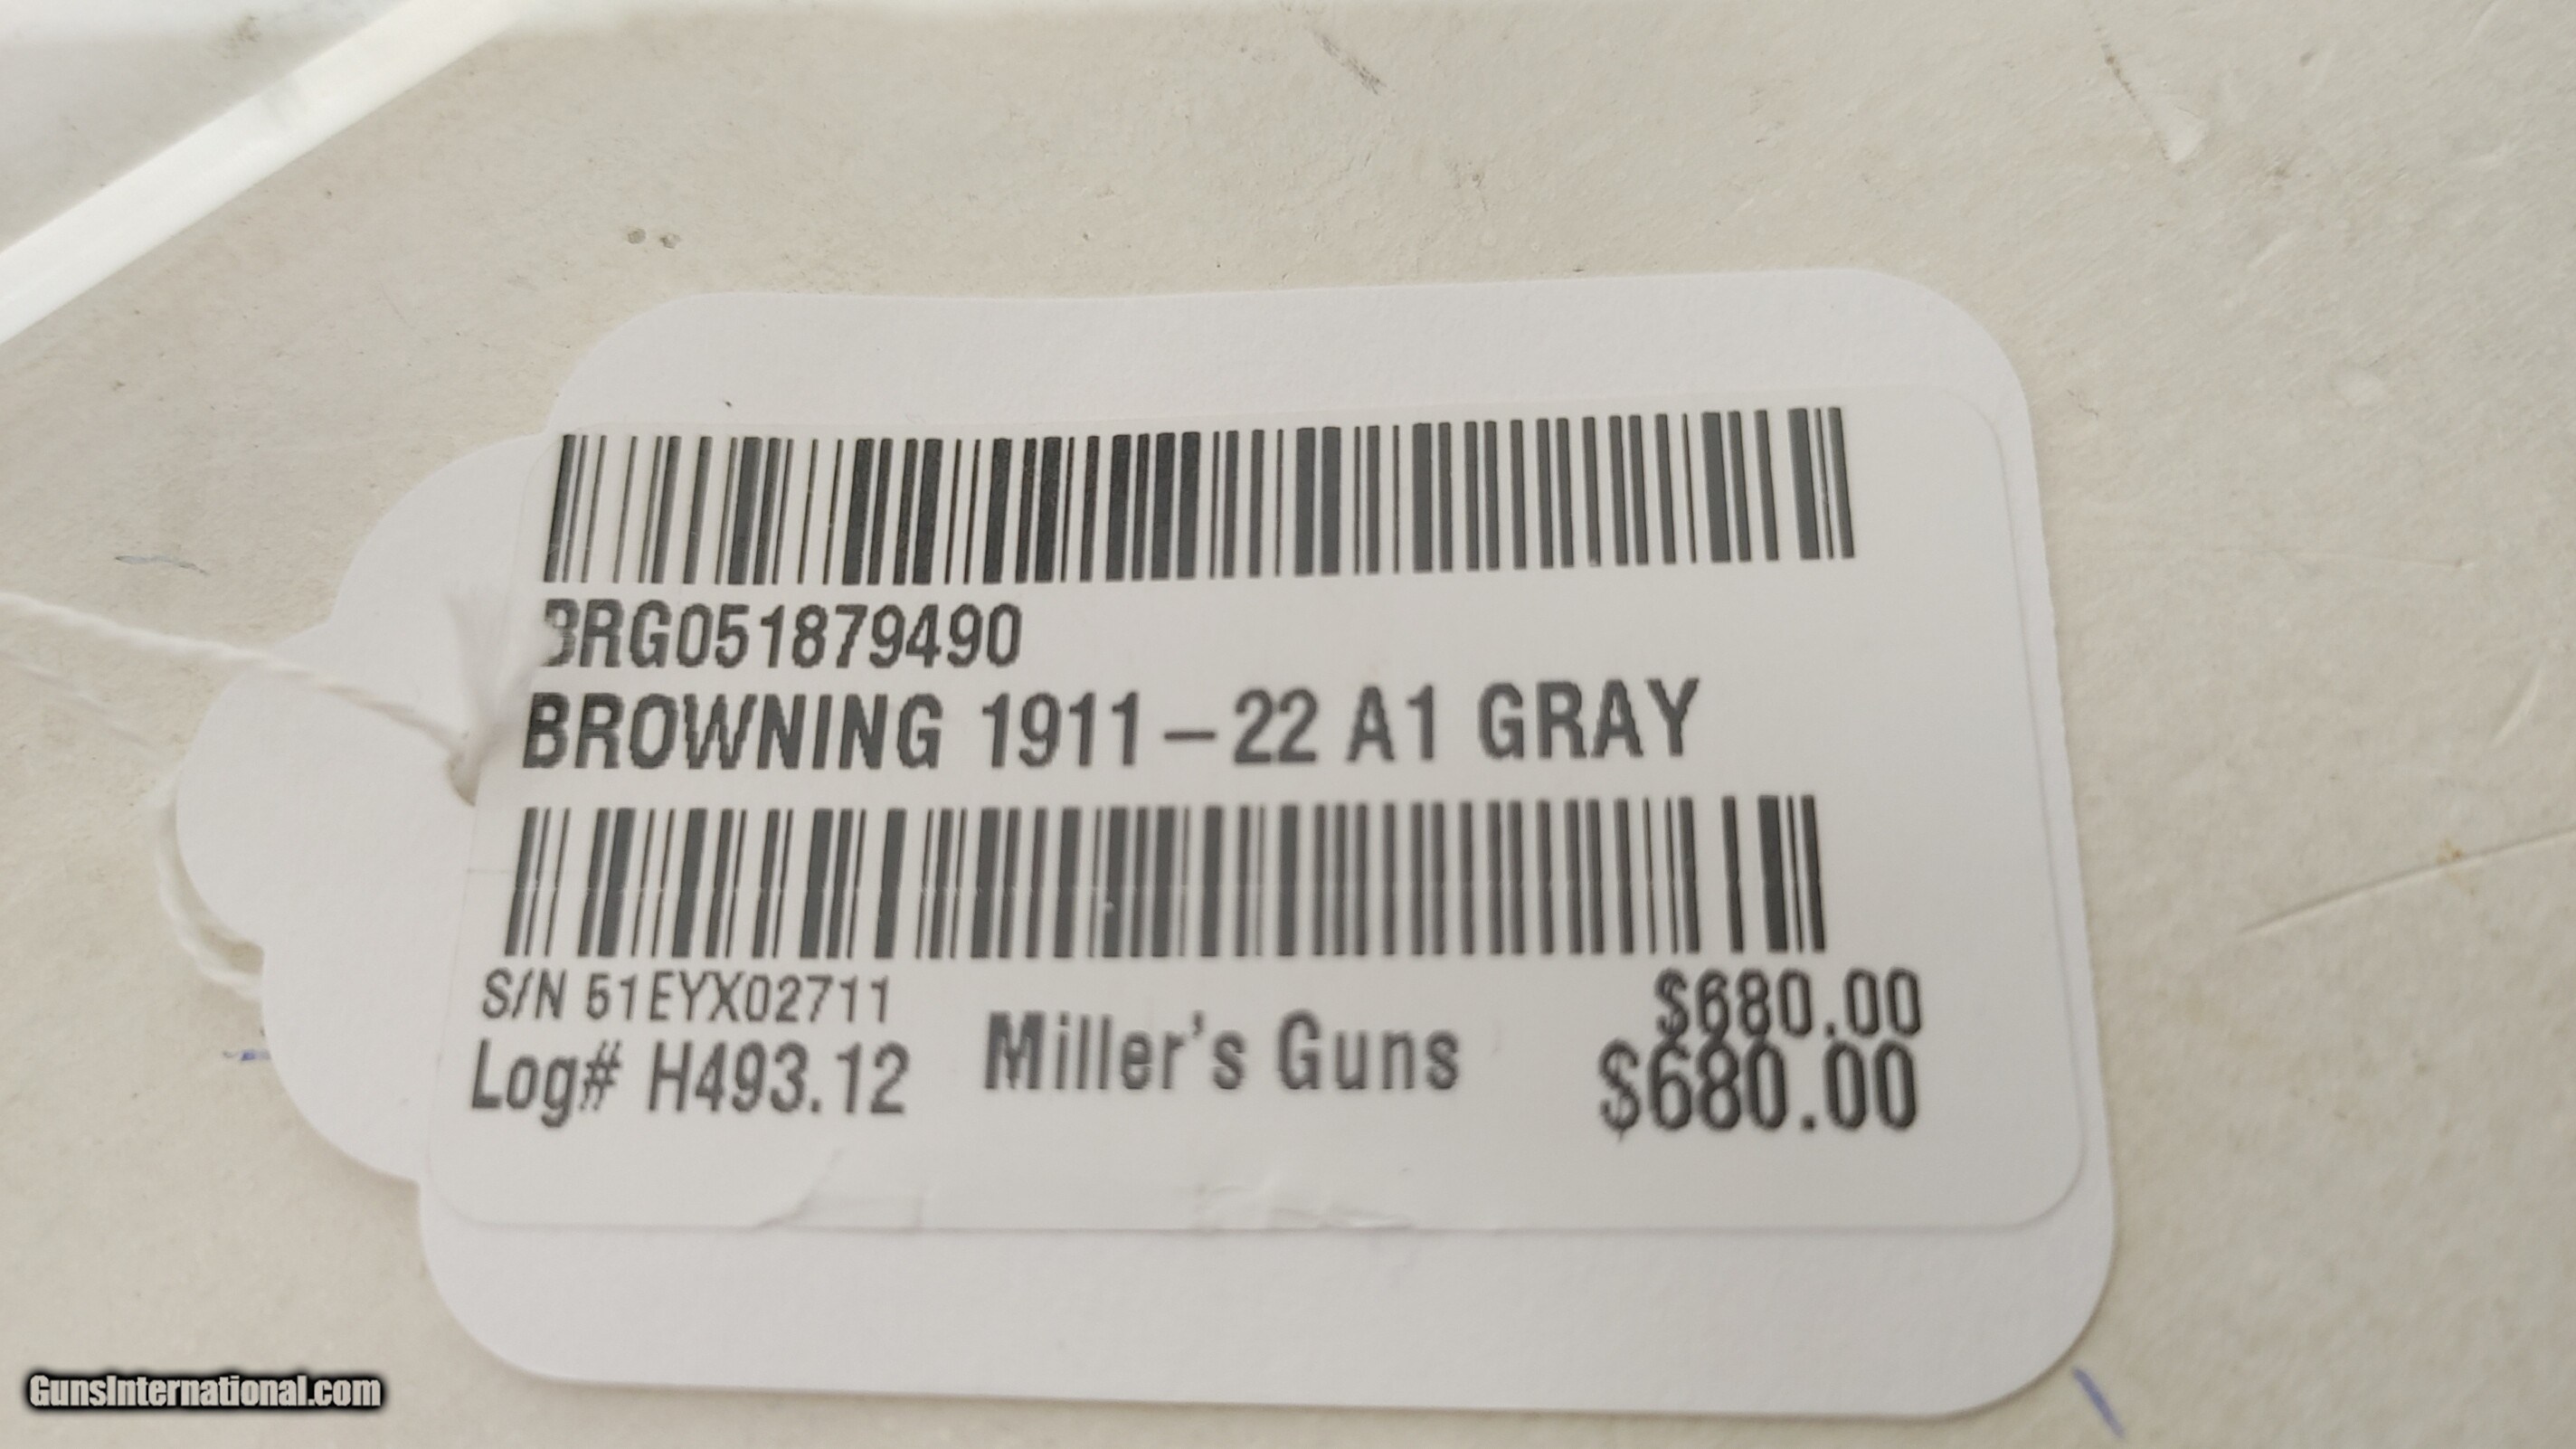 BRG051879490
BROWNING 1911-22 A1 GRAY
S/N 51EYX02711
$680.00
Log# H493.12
Miller's Guns
$680.00
GunsInternational.com